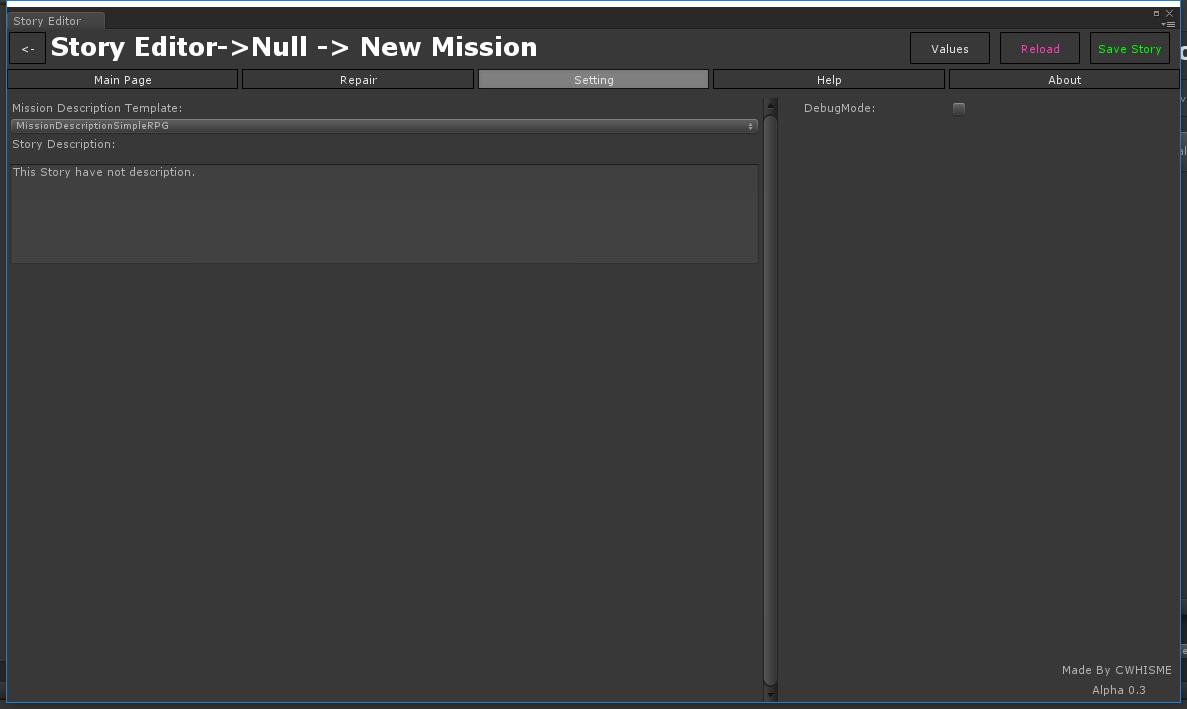 Story Editor
<- Story Editor->Null -> New Mission Values Reload Save Story
Main Page Repair Setting Help About
Mission Description Template: DebugMode:
MissionDescriptionSimpleRPG
Story Description:
This Story have not description.
Made By CWHISME
Alpha 0.3